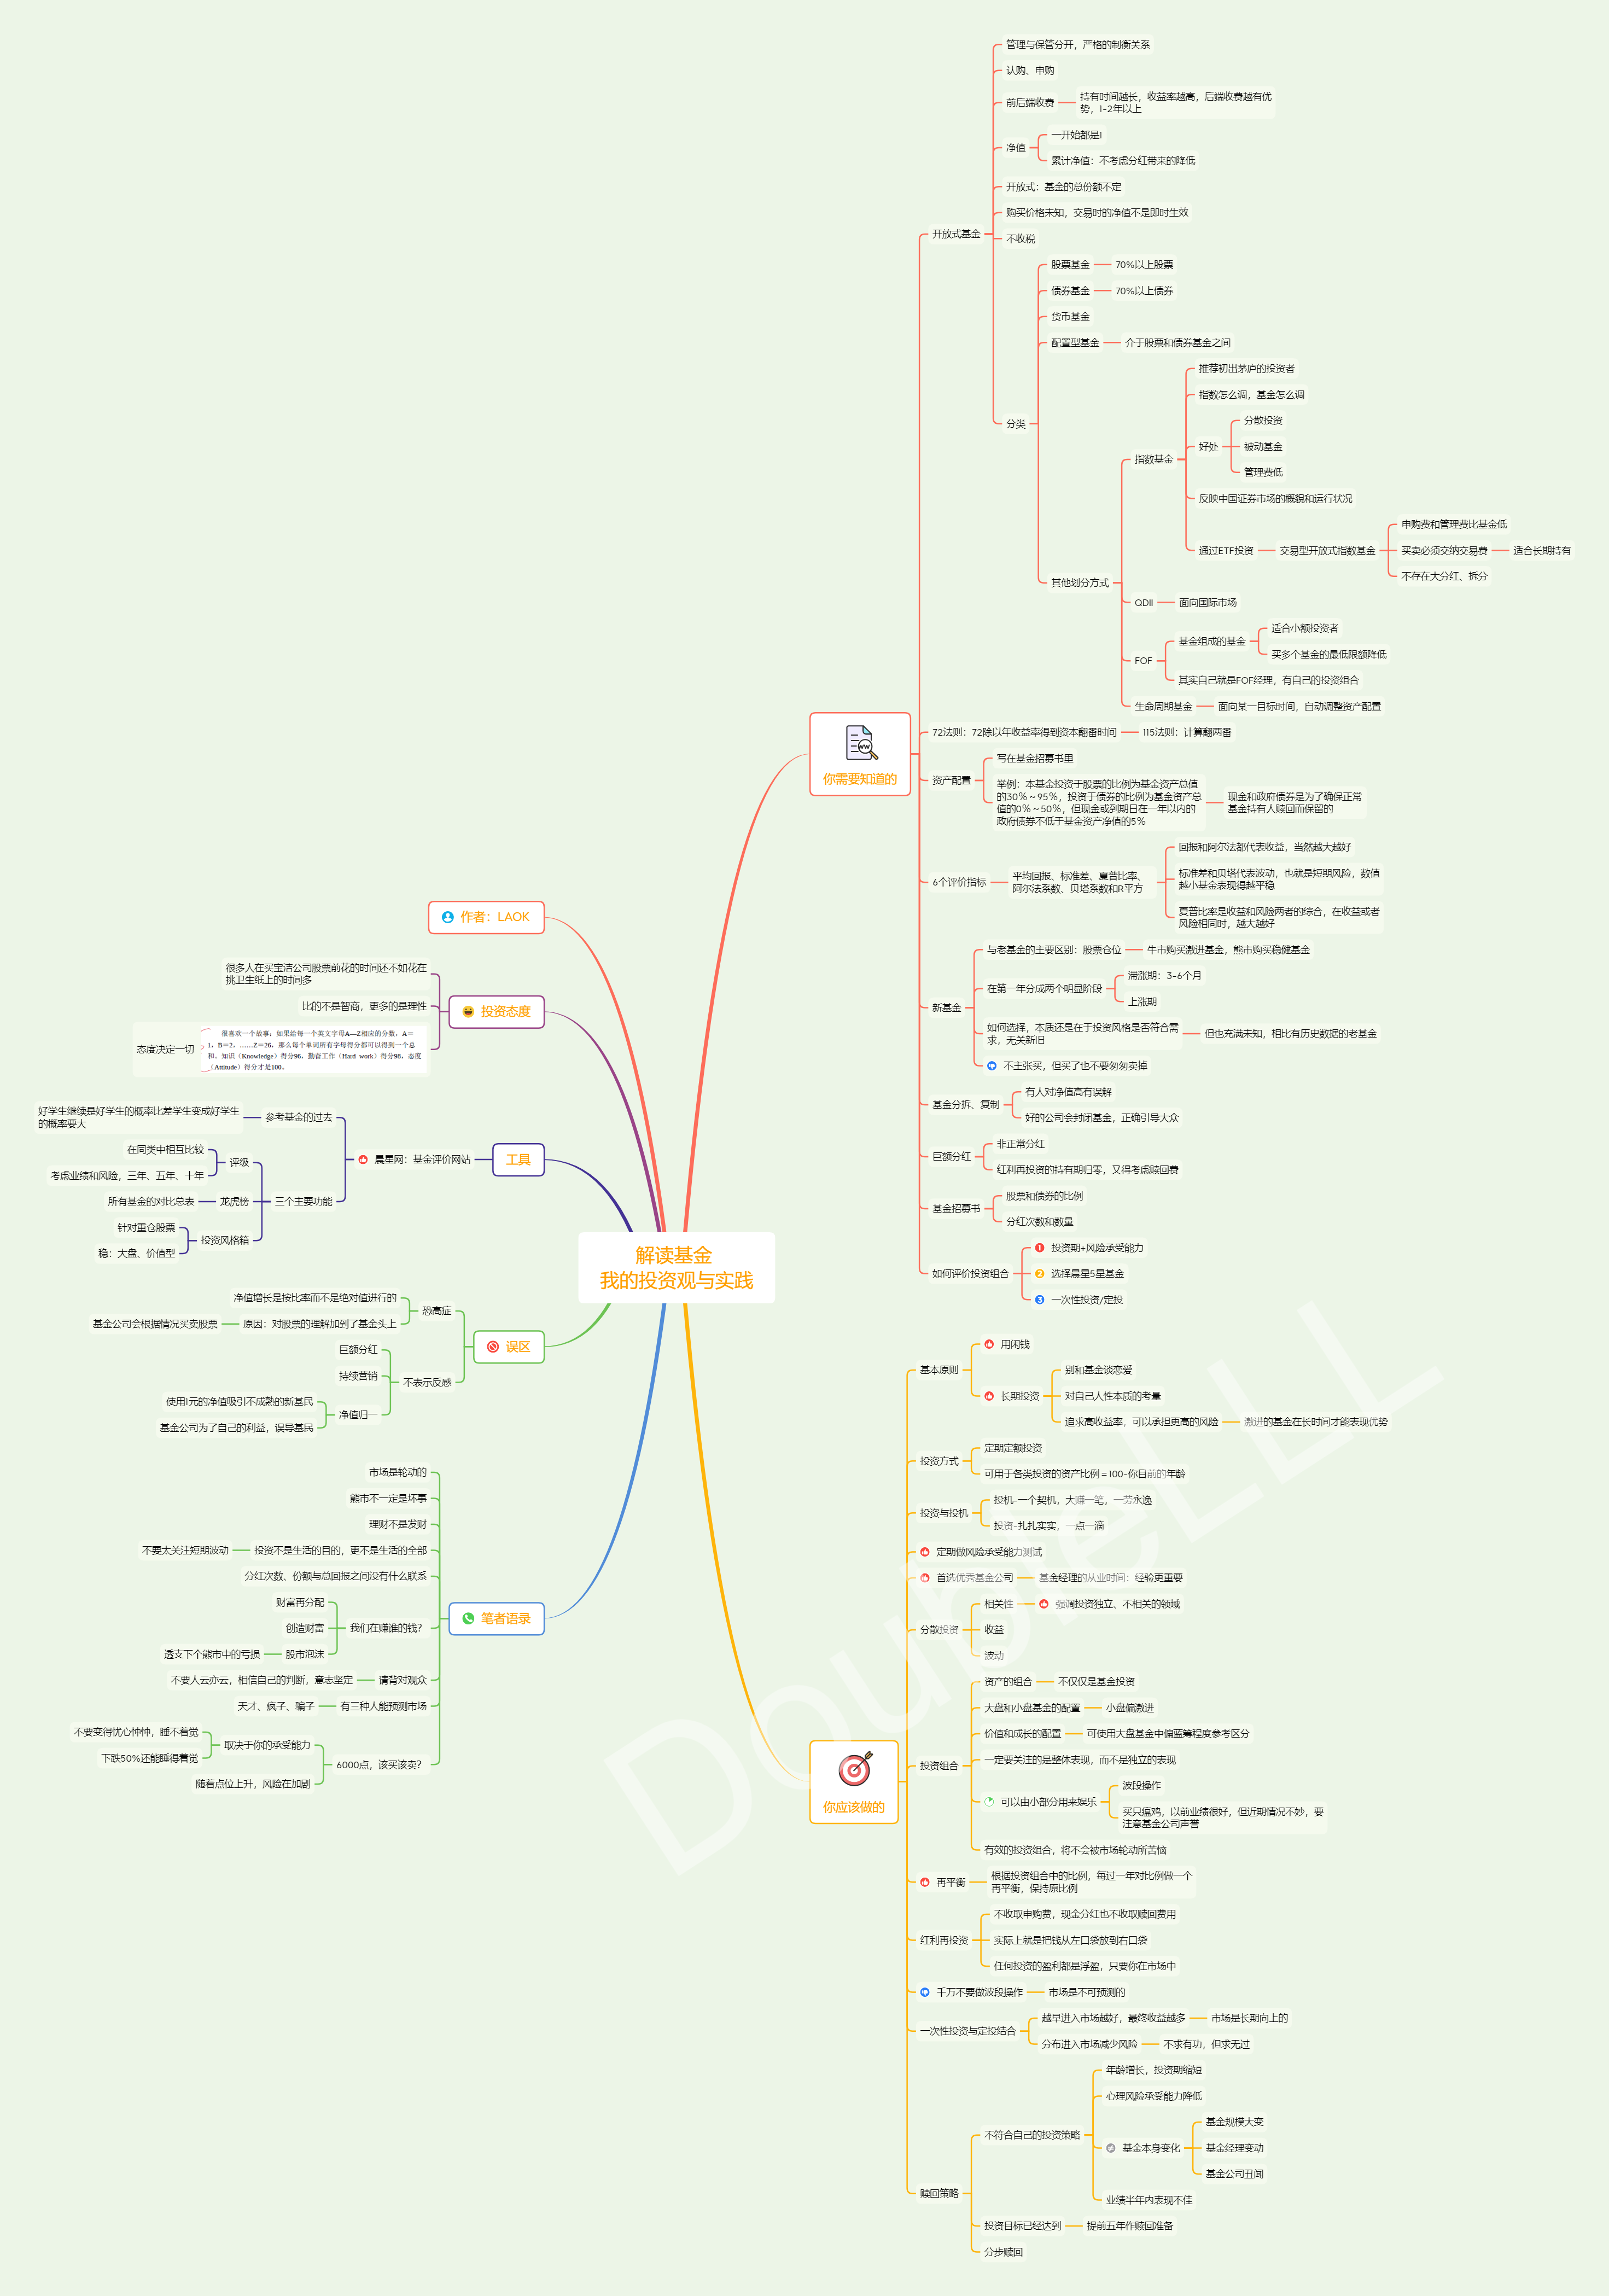 解读基金
我的投资观与实践
你需要知道的
开放式基金
管理与保管分开，严格的制衡关系
认购、申购
前后端收费
持有时间越长，收益率越高，后端收费越有优
势，1-2年以上
净值
一开始都是1
累计净值：不考虑分红带来的降低
开放式：基金的总份额不定
购买价格未知，交易时的净值不是即时生效
不收税
分类
股票基金
70%以上股票
债券基金
70%以上债券
货币基金
配置型基金
介于股票和债券基金之间
其他划分方式
指数基金
推荐初出茅庐的投资者
指数怎么调，基金怎么调
好处
分散投资
被动基金
管理费低
反映中国证券市场的概貌和运行状况
通过ETF投资
交易型开放式指数基金
申购费和管理费比基金低
买卖必须交纳交易费
适合长期持有
不存在大分红、拆分
QDII
面向国际市场
FOF
基金组成的基金
适合小额投资者
买多个基金的最低限额降低
其实自己就是FOF经理，有自己的投资组合
生命周期基金
面向某一目标时间，自动调整资产配置
72法则：72除以年收益率得到资本翻番时间
115法则：计算翻两番
资产配置
写在基金招募书里
举例：本基金投资于股票的比例为基金资产总值
的30%～95%，投资于债券的比例为基金资产总
值的0%～50%，但现金或到期日在一年以内的
政府债券不低于基金资产净值的5%
现金和政府债券是为了确保正常
基金持有人赎回而保留的
6个评价指标
平均回报、标准差、夏普比率、
阿尔法系数、贝塔系数和R平方
回报和阿尔法都代表收益，当然越大越好
标准差和贝塔代表波动，也就是短期风险，数值
越小基金表现得越平稳
夏普比率是收益和风险两者的综合，在收益或者
风险相同时，越大越好
新基金
与老基金的主要区别：股票仓位
牛市购买激进基金，熊市购买稳健基金
在第一年分成两个明显阶段
滞涨期：3-6个月
上涨期
如何选择，本质还是在于投资风格是否符合需
求，无关新旧
但也充满未知，相比有历史数据的老基金
不主张买，但买了也不要匆匆卖掉
基金分拆、复制
有人对净值高有误解
好的公司会封闭基金，正确引导大众
巨额分红
非正常分红
红利再投资的持有期归零，又得考虑赎回费
基金招募书
股票和债券的比例
分红次数和数量
如何评价投资组合
1 投资期+风险承受能力
2 选择晨星5星基金
3 一次性投资/定投
你应该做的
基本原则
用闲钱
长期投资
别和基金谈恋爱
对自己人性本质的考量
追求高收益率，可以承担更高的风险
激进的基金在长时间才能表现优势
投资方式
定期定额投资
可用于各类投资的资产比例＝100-你目前的年龄
投资与投机
投机-一个契机，大赚一笔，一劳永逸
投资-扎扎实实，一点一滴
定期做风险承受能力测试
首选优秀基金公司
基金经理的从业时间：经验更重要
分散投资
相关性
强调投资独立、不相关的领域
收益
波动
投资组合
资产的组合
不仅仅是基金投资
大盘和小盘基金的配置
小盘偏激进
价值和成长的配置
可使用大盘基金中偏蓝筹程度参考区分
一定要关注的是整体表现，而不是独立的表现
可以由小部分用来娱乐
波段操作
买只瘟鸡，以前业绩很好，但近期情况不妙，要
注意基金公司声誉
有效的投资组合，将不会被市场轮动所苦恼
再平衡
根据投资组合中的比例，每过一年对比例做一个
再平衡，保持原比例
红利再投资
不收取申购费，现金分红也不收取赎回费用
实际上就是把钱从左口袋放到右口袋
任何投资的盈利都是浮盈，只要你在市场中
千万不要做波段操作
市场是不可预测的
一次性投资与定投结合
越早进入市场越好，最终收益越多
市场是长期向上的
分布进入市场减少风险
不求有功，但求无过
赎回策略
不符合自己的投资策略
年龄增长，投资期缩短
心理风险承受能力降低
基金本身变化
基金规模大变
基金经理变动
基金公司丑闻
业绩半年内表现不佳
投资目标已经达到
提前五年作赎回准备
分步赎回
作者：LAOK
投资态度
很多人在买宝洁公司股票前花的时间还不如花在
挑卫生纸上的时间多
比的不是智商，更多的是理性
态度决定一切
很喜欢一个故事：如果给每一个英文字母A—Z相应的分数，A＝
1，B＝2，……Z＝26，那么每个单词所有字母得分都可以得到一个总
和。知识（Knowledge）得分96，勤奋工作（Hard work）得分98，态度
（Attitude）得分才是100。
工具
晨星网：基金评价网站
参考基金的过去
好学生继续是好学生的概率比差学生变成好学生
的概率要大
三个主要功能
评级
在同类中相互比较
考虑业绩和风险，三年、五年、十年
龙虎榜
所有基金的对比总表
投资风格箱
针对重仓股票
稳：大盘、价值型
误区
恐高症
净值增长是按比率而不是绝对值进行的
原因：对股票的理解加到了基金头上
基金公司会根据情况买卖股票
不表示反感
巨额分红
持续营销
净值归一
使用1元的净值吸引不成熟的新基民
基金公司为了自己的利益，误导基民
笔者语录
市场是轮动的
熊市不一定是坏事
理财不是发财
投资不是生活的目的，更不是生活的全部
不要太关注短期波动
分红次数、份额与总回报之间没有什么联系
我们在赚谁的钱？
财富再分配
创造财富
股市泡沫
透支下个熊市中的亏损
请背对观众
不要人云亦云，相信自己的判断，意志坚定
有三种人能预测市场
天才、疯子、骗子
6000点，该买该卖？
取决于你的承受能力
不要变得忧心忡忡，睡不着觉
下跌50%还能睡得着觉
随着点位上升，风险在加剧
DoubleLL